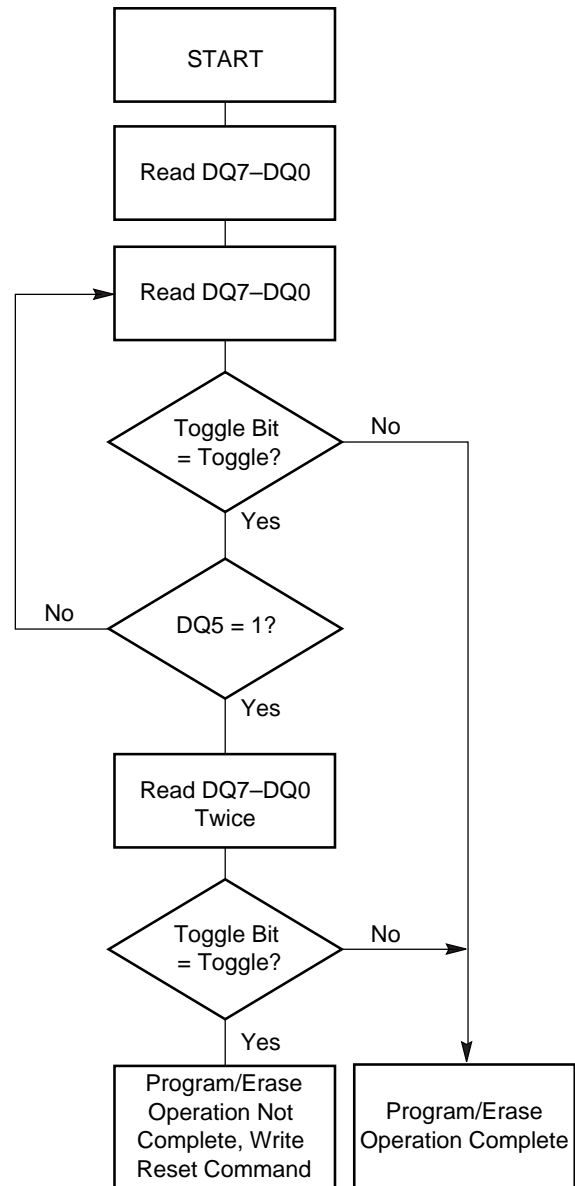 START
Read DQ7–DQ0
Read DQ7–DQ0
Toggle Bit
= Toggle?
No
Yes
No
DQ5 = 1?
Yes
Read DQ7–DQ0
Twice
Toggle Bit
= Toggle?
No
Yes
Program/Erase
Operation Not
Complete, Write
Reset Command
Program/Erase
Operation Complete